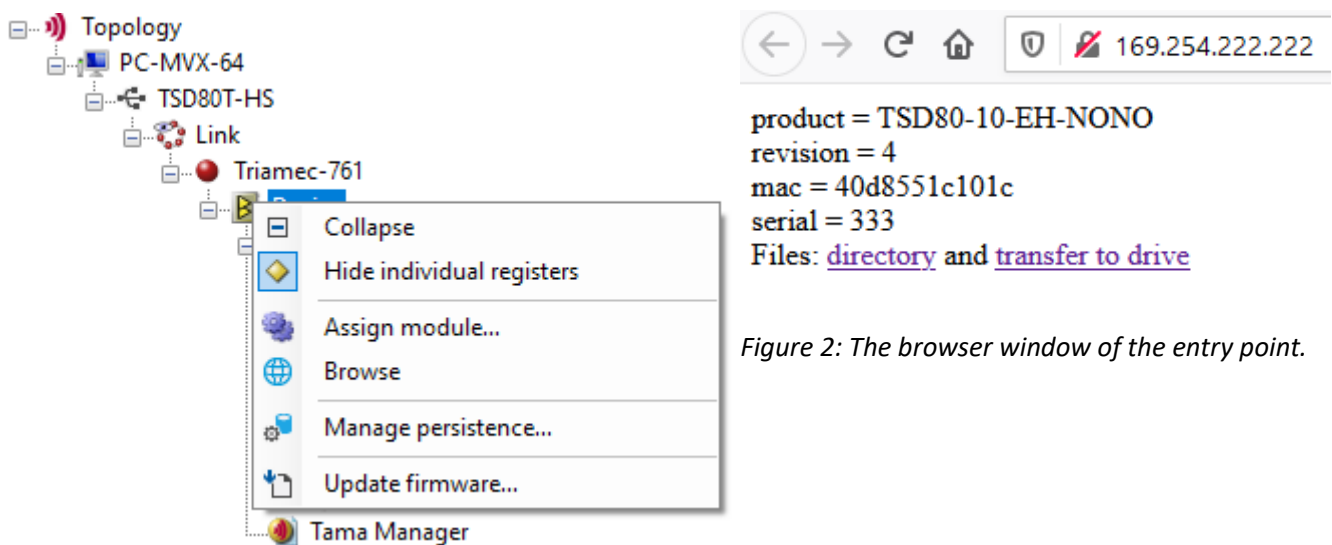 Topology
PC-MVX-64
TSD80T-HS
Link
Triamec-761
Collapse
Hide individual registers
Assign module...
Browse
Manage persistence...
Update firmware...
Tama Manager
169.254.222.222
product = TSD80-10-EH-NONO
revision = 4
mac = 40d8551c101c
serial = 333
Files: directory and transfer to drive
Figure 2: The browser window of the entry point.